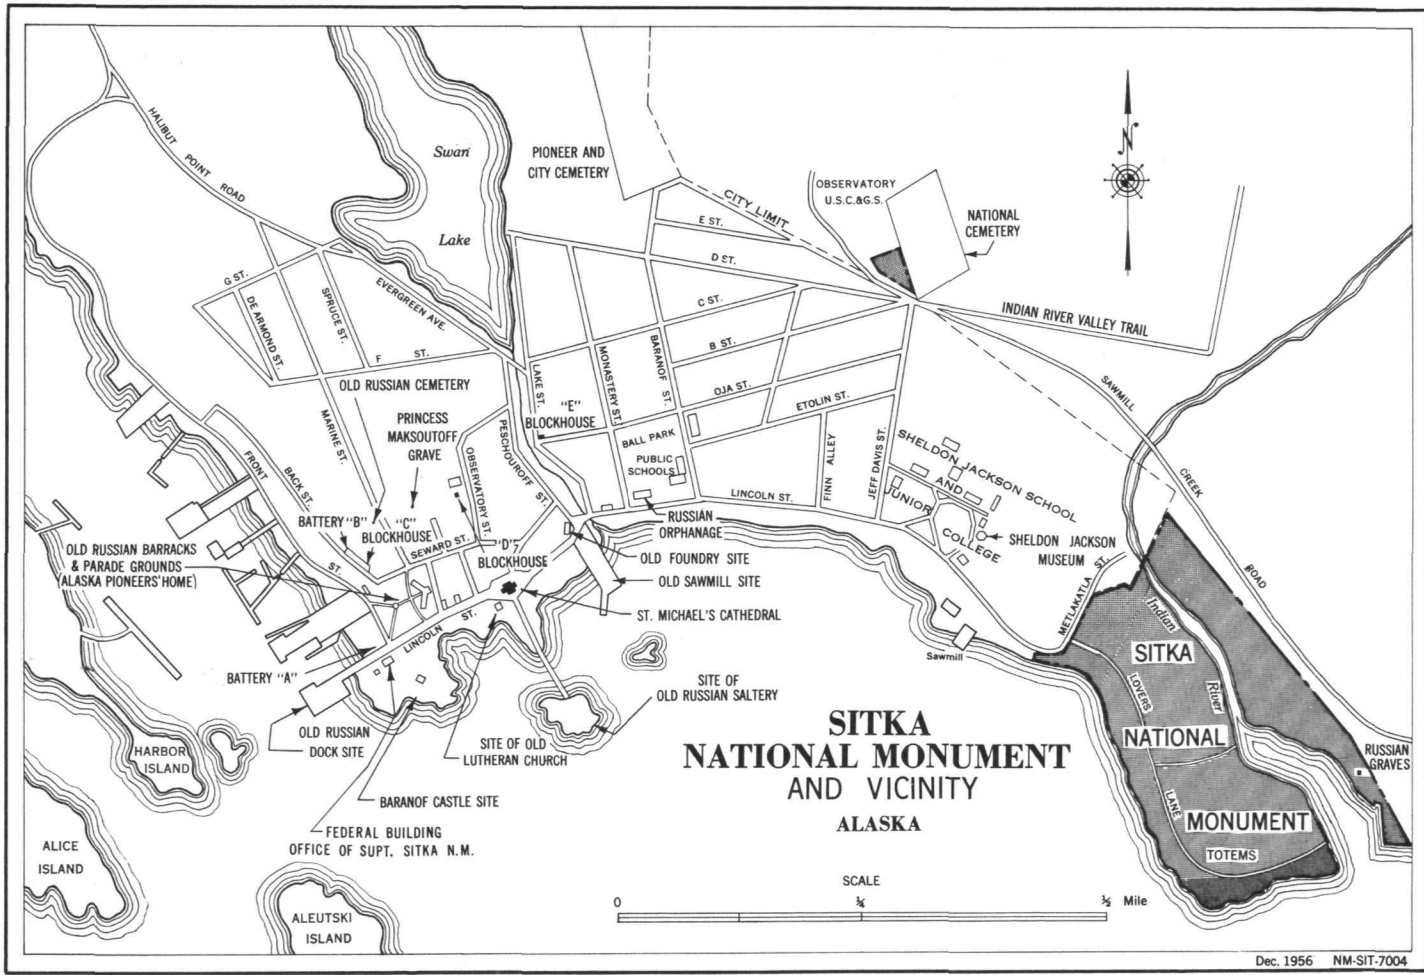 HALIBUT POINT ROAD
Swan
Lake
PIONEER AND
CITY CEMETERY
CITY LIMIT
OBSERVATORY
U.S.C.&G.S.
NATIONAL
CEMETERY
N
E ST.
D ST.
C ST.
B ST.
OJA ST.
ETOLIN ST.
INDIAN RIVER VALLEY TRAIL
SAWMILL CREEK ROAD
G ST.
DE ARMOND ST.
SPRUCE ST.
EVERGREEN AVE.
F ST.
MARINE ST.
LAKE ST.
MONASTERY ST.
BARANOF ST.
OLD RUSSIAN CEMETERY
PRINCESS
MAKSOUTOFF
GRAVE
"E"
BLOCKHOUSE
BALL PARK
PUBLIC
SCHOOLS
PESCHOUROFF ST.
OBSERVATORY ST.
FINN ALLEY
JEFF DAVIS ST.
SHELDON JACKSON SCHOOL
AND
JUNIOR
COLLEGE
LINCOLN ST.
FRONT ST.
BACK ST.
BATTERY "B"
"C"
BLOCKHOUSE
SEWARD ST.
"D"
BLOCKHOUSE
RUSSIAN
ORPHANAGE
SHELDON JACKSON
MUSEUM
OLD RUSSIAN BARRACKS
& PARADE GROUNDS
(ALASKA PIONEERS' HOME)
OLD FOUNDRY SITE
OLD SAWMILL SITE
ST. MICHAEL'S CATHEDRAL
LINCOLN ST.
METLAKATLA ST.
Sawmill
BATTERY "A"
SITE OF
OLD RUSSIAN SALTERY
OLD RUSSIAN
DOCK SITE
SITE OF OLD
LUTHERAN CHURCH
BARANOF CASTLE SITE
FEDERAL BUILDING
OFFICE OF SUPT. SITKA N.M.
HARBOR
ISLAND
ALICE
ISLAND
ALEUTSKI
ISLAND
Indian River
LOVERS LANE
SITKA
NATIONAL
MONUMENT
TOTEMS
RUSSIAN
GRAVES
SITKA
NATIONAL MONUMENT
AND VICINITY
ALASKA
SCALE
0 ¼ ½ Mile
Dec. 1956 NM-SIT-7004